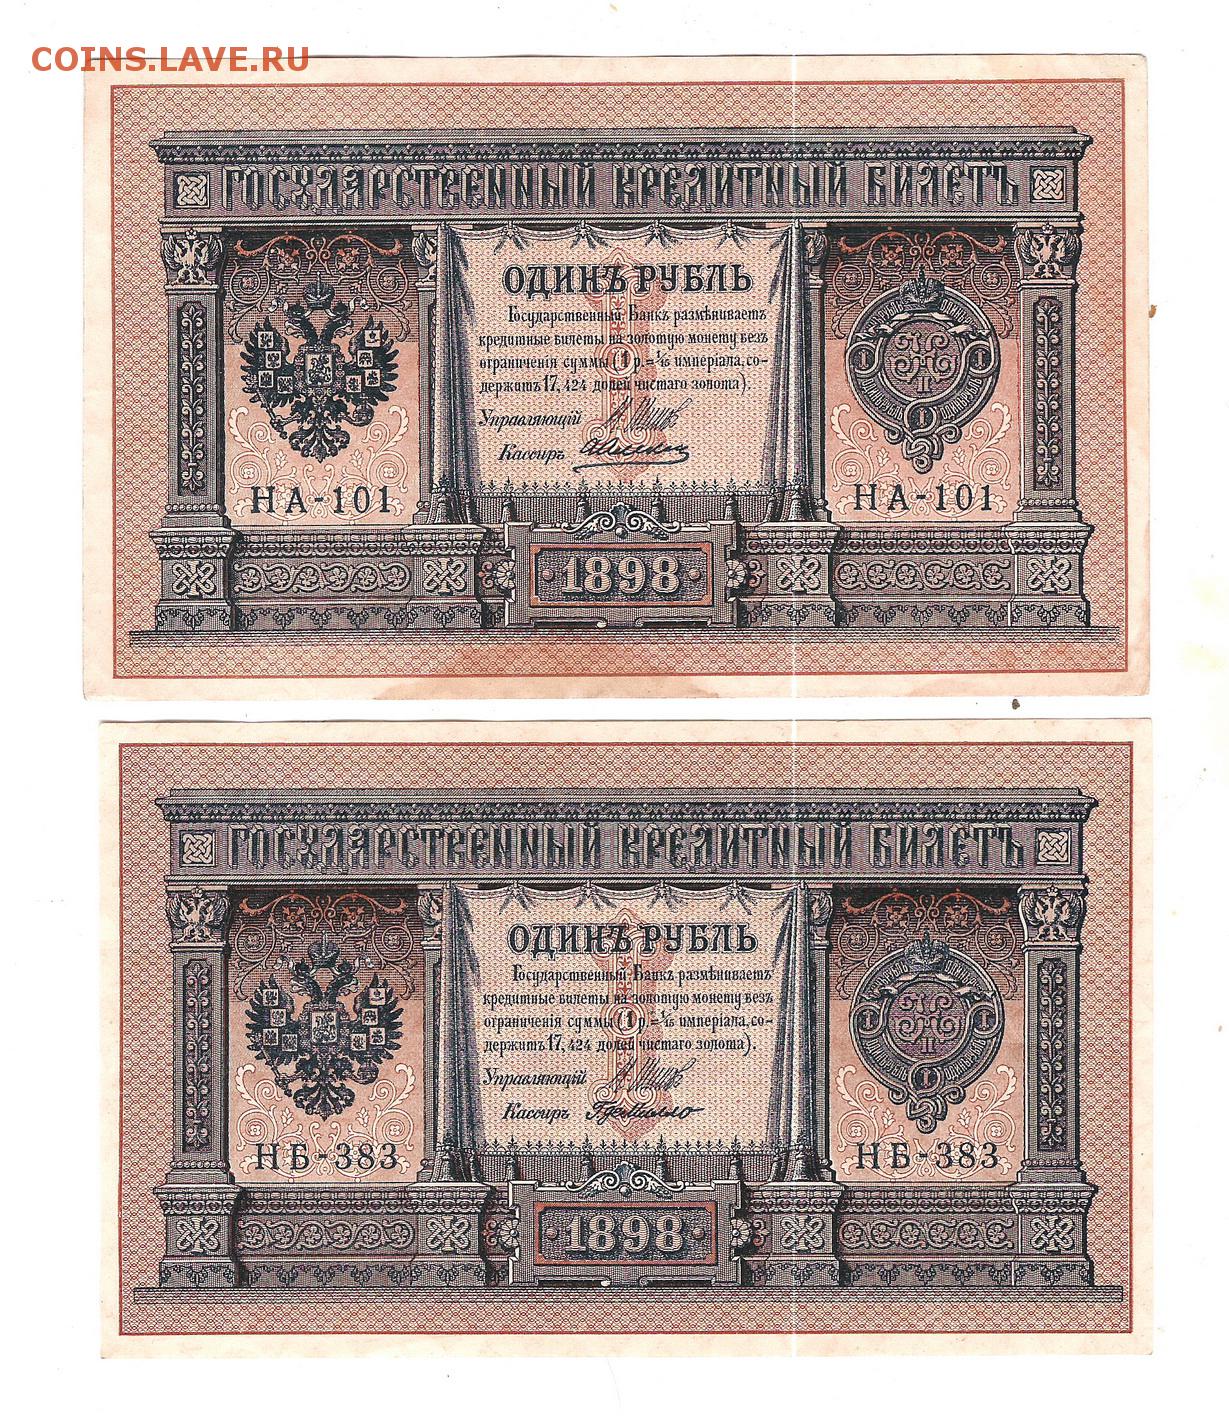 COINS.LAVE.RU
ГОСУДАРСТВЕННЫЙ КРЕДИТНЫЙ БИЛЕТЪ
ОДИНЪ РУБЛЬ
Государственный Банкъ размѣниваетъ
кредитные билеты на золотую монету безъ
ограниченія суммы (1 р. = 1/15 имперіала, со-
держитъ 17,424 долей чистаго золота).
Управляющій
Кассиръ
НА-101
НА-101
1898
ГОСУДАРСТВЕННЫЙ КРЕДИТНЫЙ БИЛЕТЪ
ОДИНЪ РУБЛЬ
Государственный Банкъ размѣниваетъ
кредитные билеты на золотую монету безъ
ограниченія суммы (1 р. = 1/15 имперіала, со-
держитъ 17,424 долей чистаго золота).
Управляющій
Кассиръ
НБ-383
НБ-383
1898